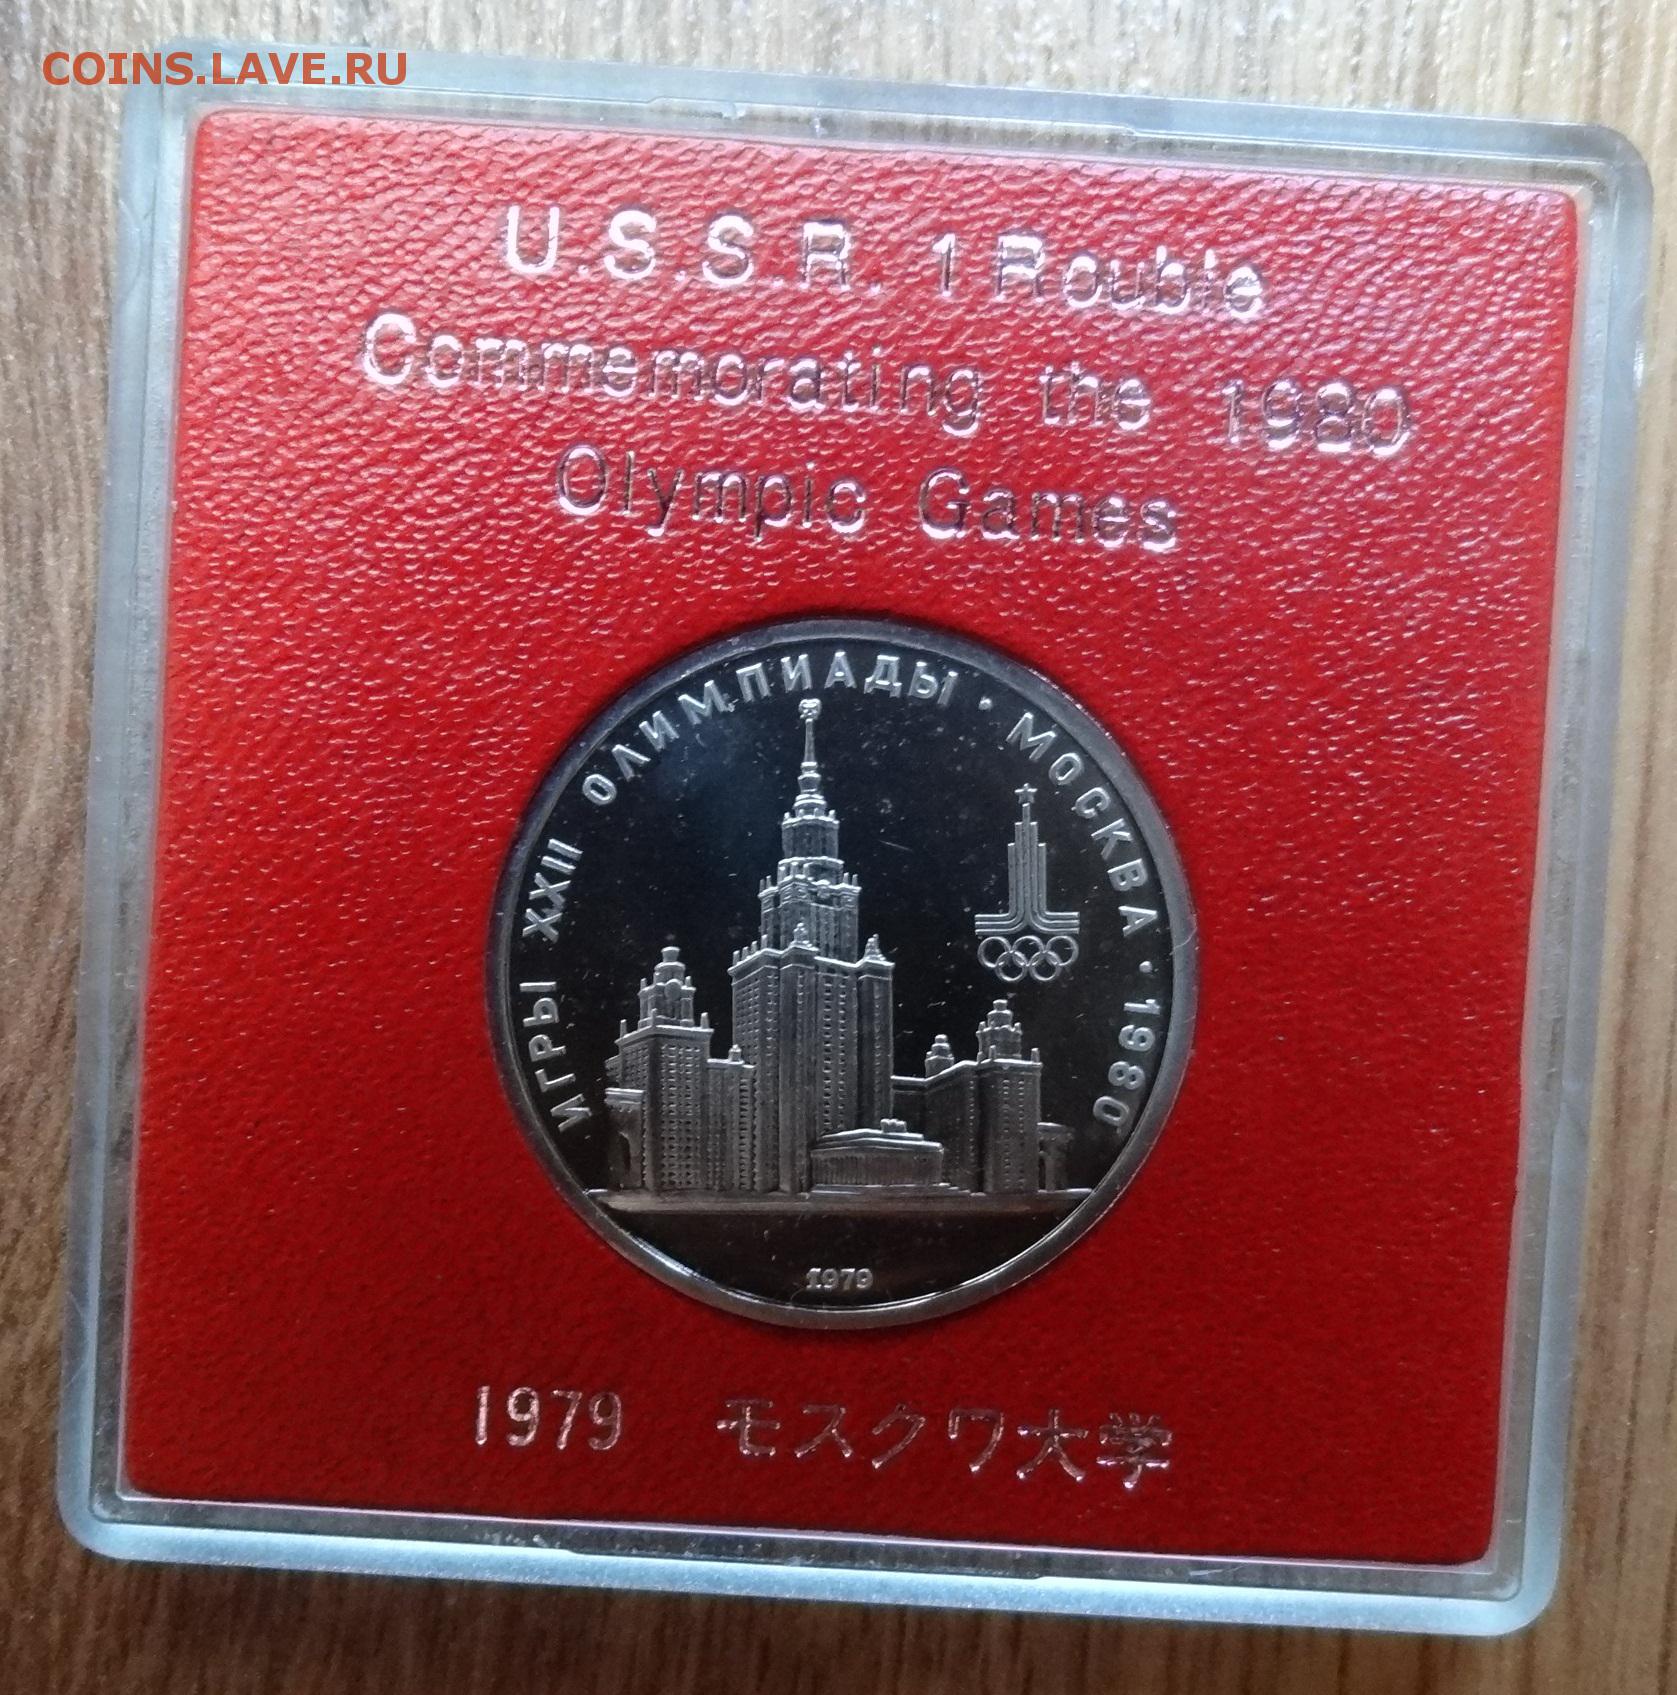 COINS.LAVE.RU
U.S.S.R. 1 Rouble
Commemorating the 1980
Olympic Games
ИГРЫ XXII ОЛИМПИАДЫ · МОСКВА · 1980
1979
1979 モスクワ大学